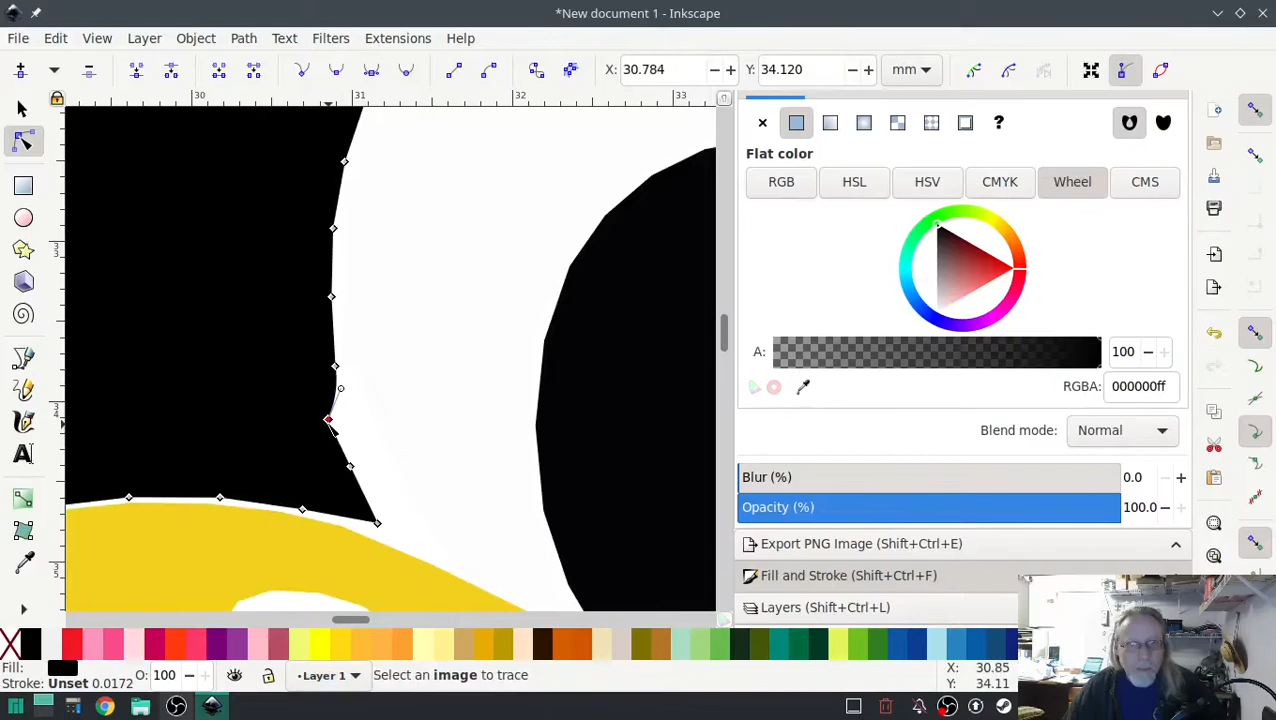 *New document 1 - Inkscape
File Edit View Layer Object Path Text Filters Extensions Help
X: 30.784 Y: 34.120 mm
30 31 32 33
Flat color
RGB HSL HSV CMYK Wheel CMS
A: 100
RGBA: 000000ff
Blend mode: Normal
Blur (%) 0.0
Opacity (%) 100.0
Export PNG Image (Shift+Ctrl+E)
Fill and Stroke (Shift+Ctrl+F)
Layers (Shift+Ctrl+L)
Fill:
Stroke: Unset 0.0172
O: 100
Layer 1
Select an image to trace
X: 30.85
Y: 34.11